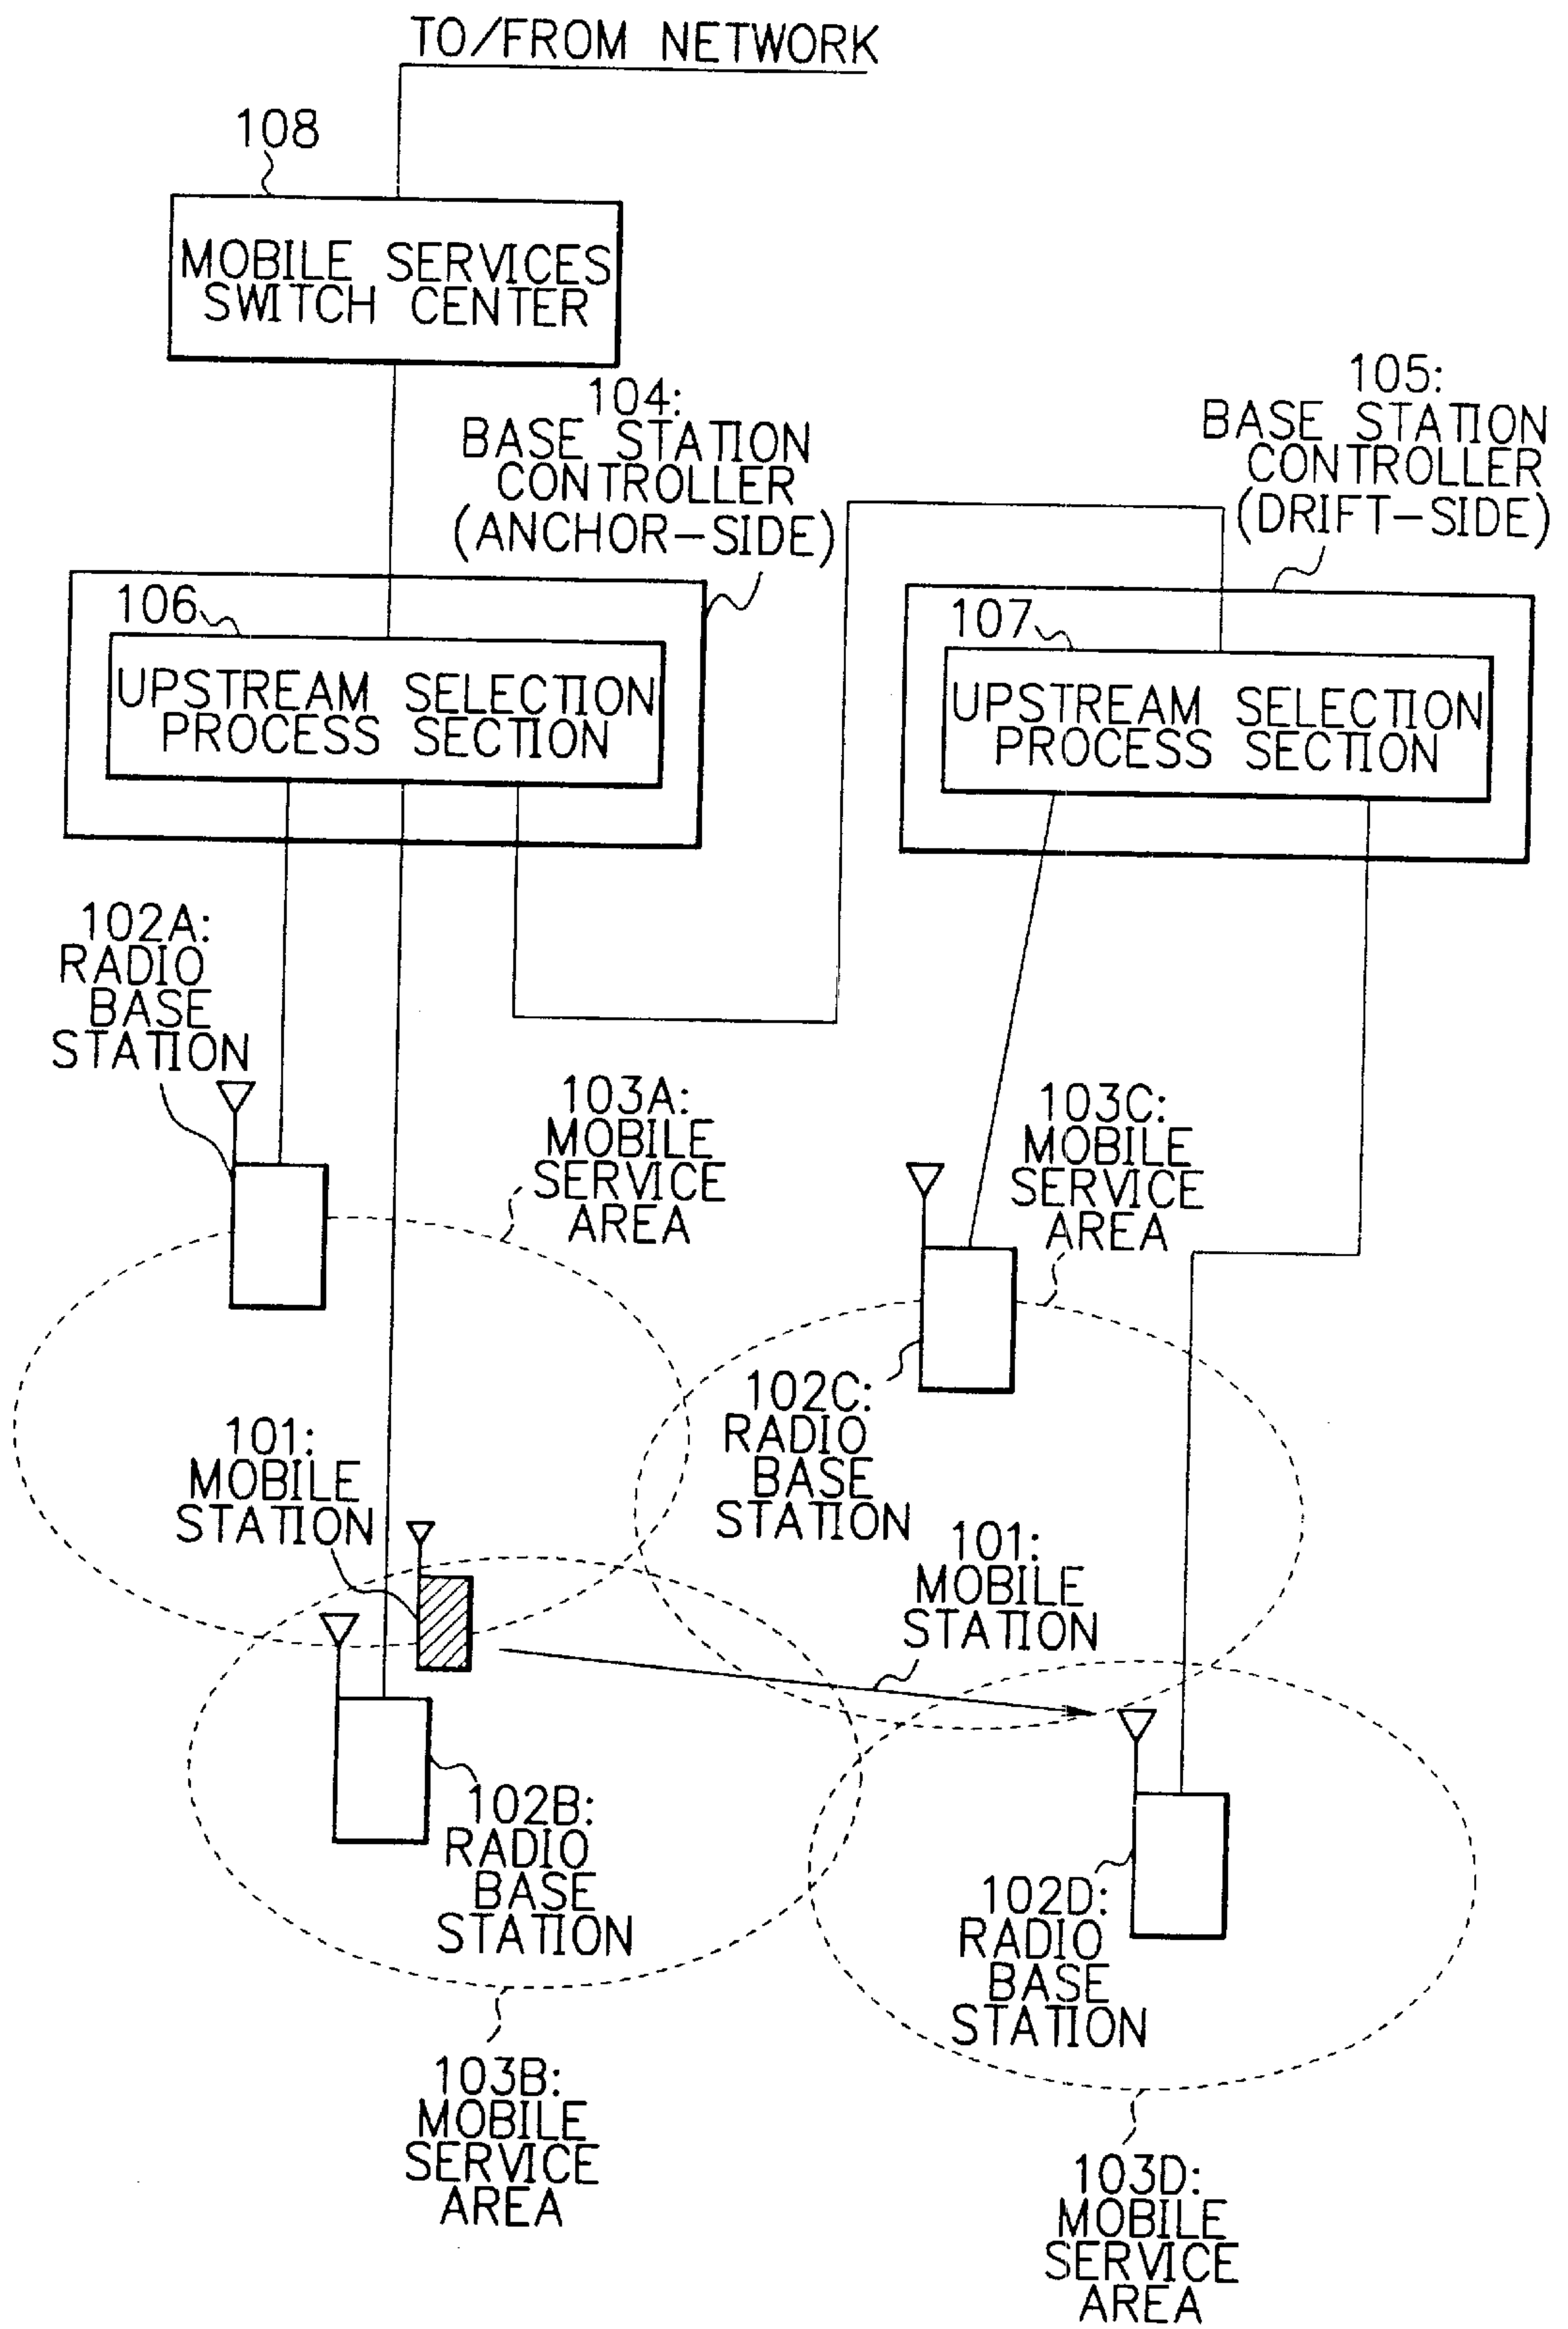 TO/FROM NETWORK
108
MOBILE SERVICES
SWITCH CENTER
104:
BASE STATION
CONTROLLER
(ANCHOR-SIDE)
105:
BASE STATION
CONTROLLER
(DRIFT-SIDE)
106
UPSTREAM SELECTION
PROCESS SECTION
107
UPSTREAM SELECTION
PROCESS SECTION
102A:
RADIO
BASE
STATION
103A:
MOBILE
SERVICE
AREA
103C:
MOBILE
SERVICE
AREA
102C:
RADIO
BASE
STATION
101:
MOBILE
STATION
101:
MOBILE
STATION
102B:
RADIO
BASE
STATION
102D:
RADIO
BASE
STATION
103B:
MOBILE
SERVICE
AREA
103D:
MOBILE
SERVICE
AREA